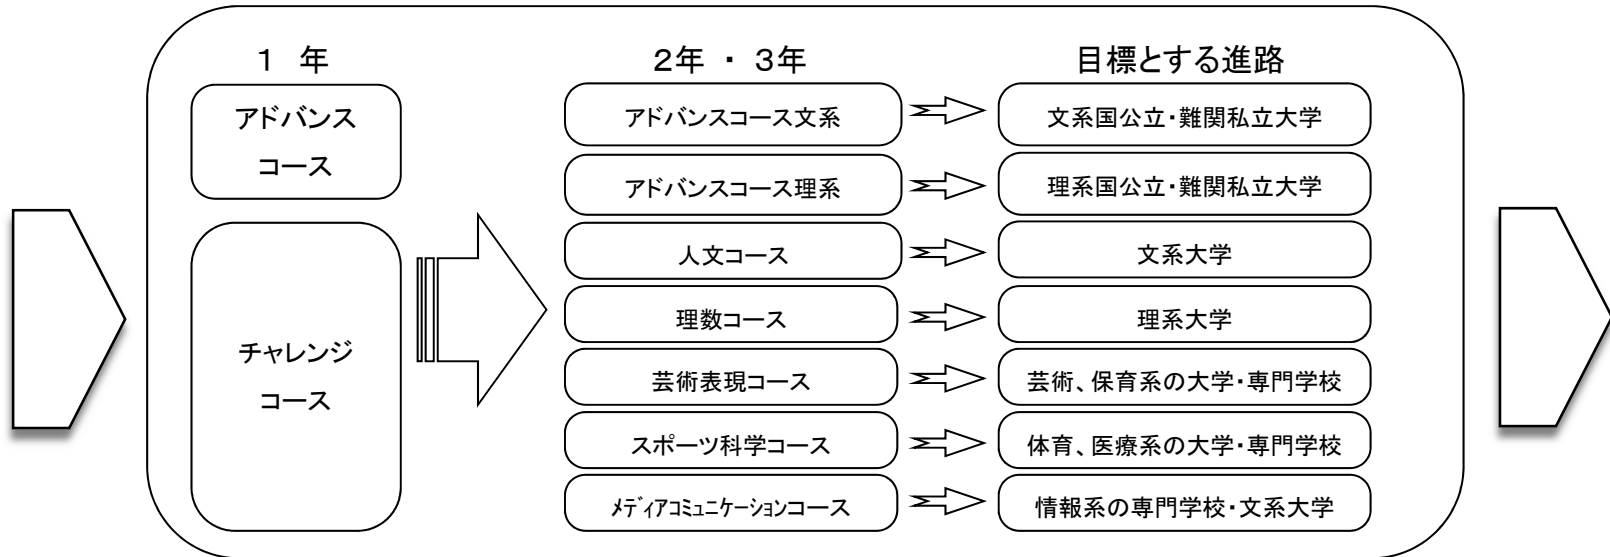 １　年
２年 ・ ３年
目標とする進路
アドバンス
コース
チャレンジ
コース
アドバンスコース文系
文系国公立・難関私立大学
アドバンスコース理系
理系国公立・難関私立大学
人文コース
文系大学
理数コース
理系大学
芸術表現コース
芸術、保育系の大学・専門学校
スポーツ科学コース
体育、医療系の大学・専門学校
ﾒﾃﾞｨｱｺﾐｭﾆｹｰｼｮﾝコース
情報系の専門学校・文系大学